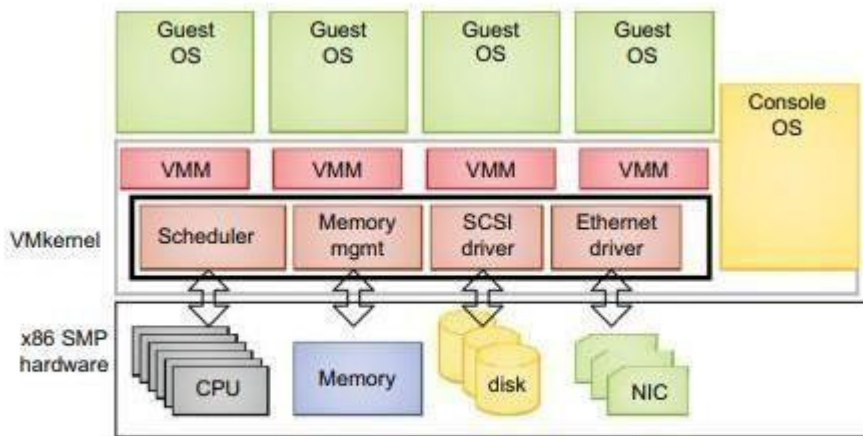 Guest
OS
Guest
OS
Guest
OS
Guest
OS
Console
OS
VMM
VMM
VMM
VMM
VMkernel
Scheduler
Memory
mgmt
SCSI
driver
Ethernet
driver
x86 SMP
hardware
CPU
Memory
disk
NIC